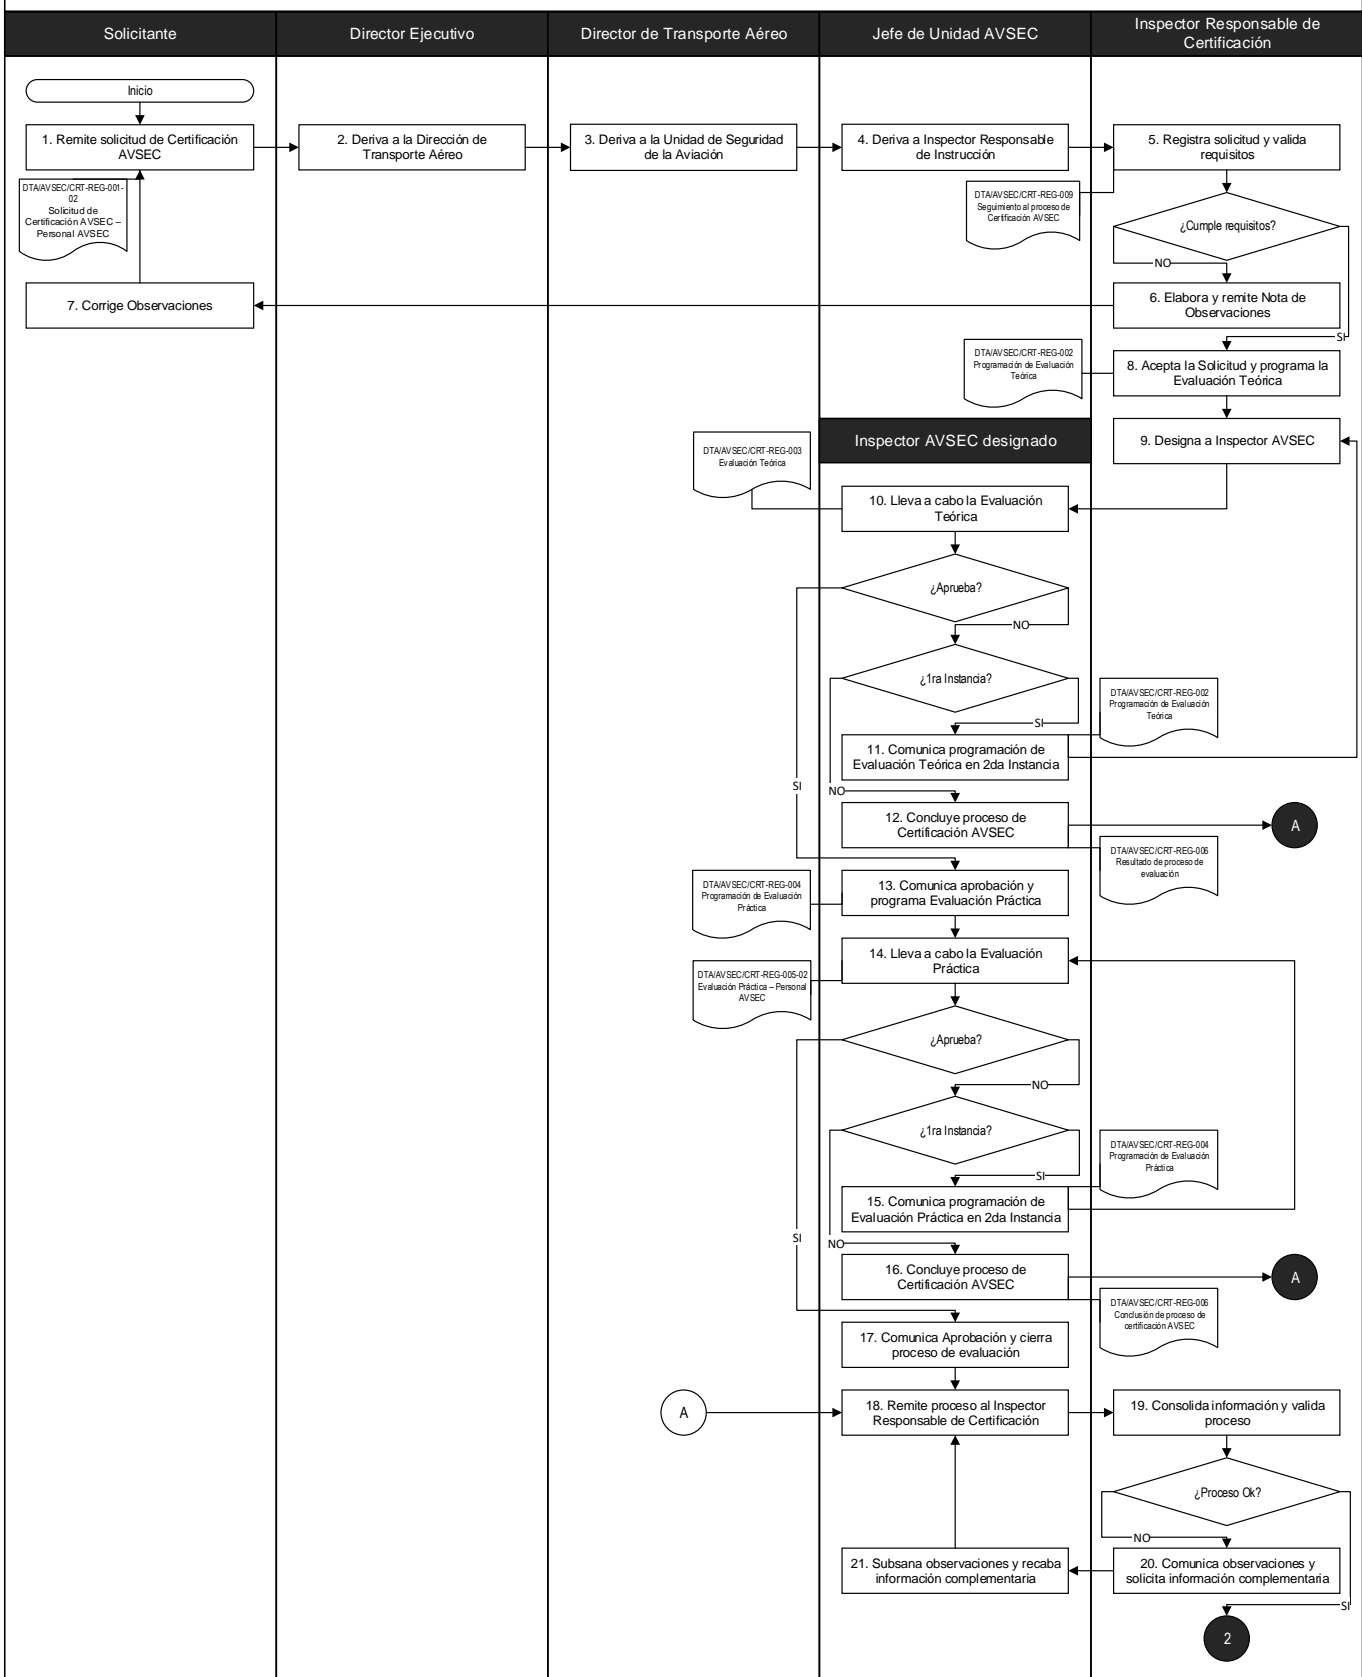 Solicitante
Director Ejecutivo
Director de Transporte Aéreo
Jefe de Unidad AVSEC
Inspector Responsable de
Certificación
Inicio
1. Remite solicitud de Certificación
AVSEC
2. Deriva a la Dirección de
Transporte Aéreo
3. Deriva a la Unidad de Seguridad
de la Aviación
4. Deriva a Inspector Responsable
de Instrucción
5. Registra solicitud y valida
requisitos
DTA/AVSEC/CRT-REG-001-
02
Solicitud de
Certificación AVSEC –
Personal AVSEC
DTA/AVSEC/CRT-REG-009
Seguimiento al proceso de
Certificación AVSEC
¿Cumple requisitos?
NO
7. Corrige Observaciones
6. Elabora y remite Nota de
Observaciones
SI
DTA/AVSEC/CRT-REG-002
Programación de Evaluación
Teórica
8. Acepta la Solicitud y programa la
Evaluación Teórica
Inspector AVSEC designado
9. Designa a Inspector AVSEC
DTA/AVSEC/CRT-REG-003
Evaluación Teórica
10. Lleva a cabo la Evaluación
Teórica
¿Aprueba?
NO
¿1ra Instancia?
DTA/AVSEC/CRT-REG-002
Programación de Evaluación
Teórica
SI
11. Comunica programación de
Evaluación Teórica en 2da Instancia
SI
NO
12. Concluye proceso de
Certificación AVSEC
A
DTA/AVSEC/CRT-REG-006
Resultado de proceso de
evaluación
DTA/AVSEC/CRT-REG-004
Programación de Evaluación
Práctica
13. Comunica aprobación y
programa Evaluación Práctica
14. Lleva a cabo la Evaluación
Práctica
DTA/AVSEC/CRT-REG-005-02
Evaluación Práctica – Personal
AVSEC
¿Aprueba?
NO
¿1ra Instancia?
DTA/AVSEC/CRT-REG-004
Programación de Evaluación
Práctica
SI
15. Comunica programación de
Evaluación Práctica en 2da Instancia
SI
NO
16. Concluye proceso de
Certificación AVSEC
A
DTA/AVSEC/CRT-REG-006
Conclusión de proceso de
certificación AVSEC
17. Comunica Aprobación y cierra
proceso de evaluación
A
18. Remite proceso al Inspector
Responsable de Certificación
19. Consolida información y valida
proceso
¿Proceso Ok?
NO
21. Subsana observaciones y recaba
información complementaria
20. Comunica observaciones y
solicita información complementaria
SI
2